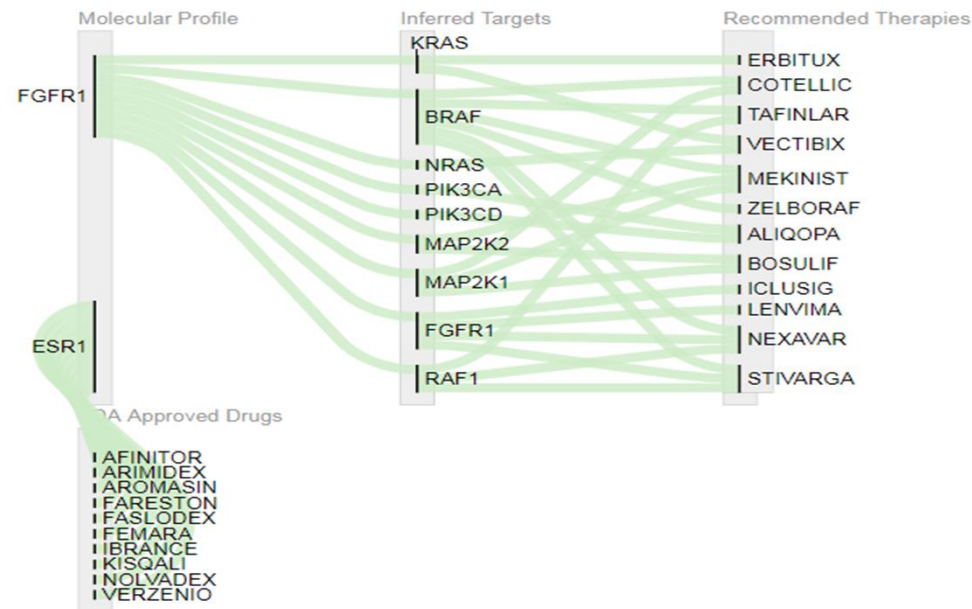 Molecular Profile
Inferred Targets
Recommended Therapies
FGFR1
ESR1
KRAS
BRAF
NRAS
PIK3CA
PIK3CD
MAP2K2
MAP2K1
FGFR1
RAF1
ERBITUX
COTELLIC
TAFINLAR
VECTIBIX
MEKINIST
ZELBORAF
ALIQOPA
BOSULIF
ICLUSIG
LENVIMA
NEXAVAR
STIVARGA
DA Approved Drugs
AFINITOR
ARIMIDEX
AROMASIN
FARESTON
FASLODEX
FEMARA
IBRANCE
KISQALI
NOLVADEX
VERZENIO